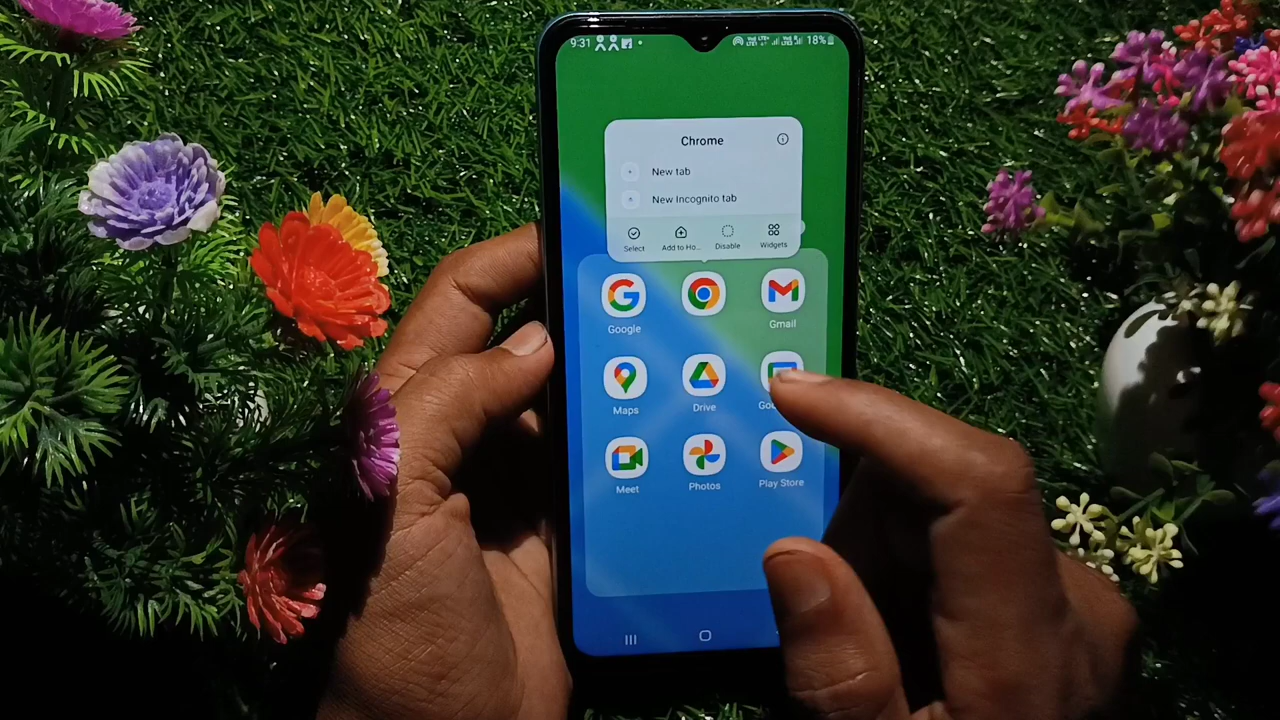 9:31
18%
Chrome
New tab
New Incognito tab
Select Add to Ho... Disable Widgets
Google Gmail
Maps Drive
Meet Photos Play Store